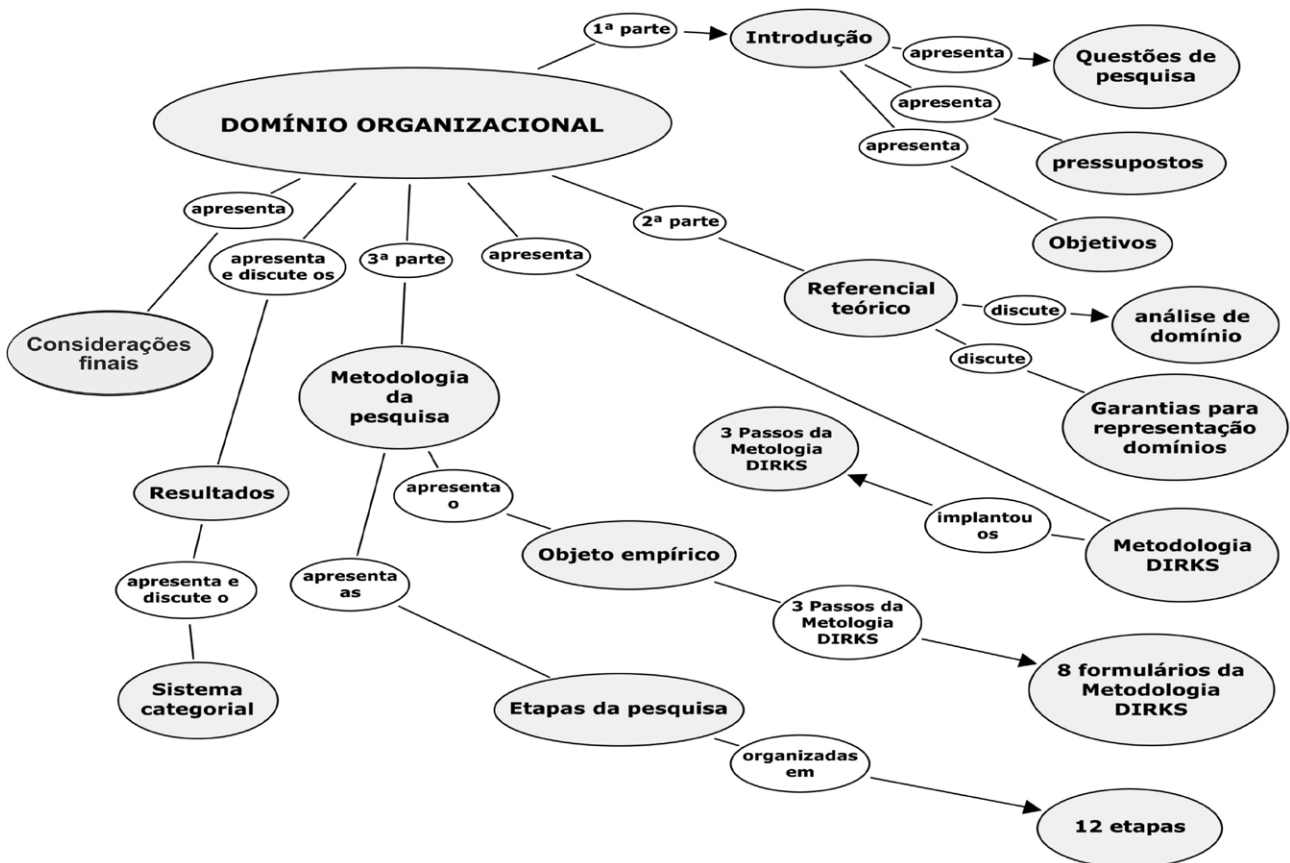 1ª parte
Introdução
apresenta
Questões de
pesquisa
apresenta
pressupostos
apresenta
Objetivos
DOMÍNIO ORGANIZACIONAL
apresenta
Considerações
finais
apresenta
e discute os
Resultados
apresenta e
discute o
Sistema
categorial
3ª parte
Metodologia
da
pesquisa
apresenta
o
Objeto empírico
3 Passos da
Metologia
DIRKS
8 formulários da
Metodologia
DIRKS
apresenta
as
Etapas da pesquisa
organizadas
em
12 etapas
apresenta
Metodologia
DIRKS
implantou
os
3 Passos da
Metologia
DIRKS
2ª parte
Referencial
teórico
discute
análise de
domínio
discute
Garantias para
representação
domínios